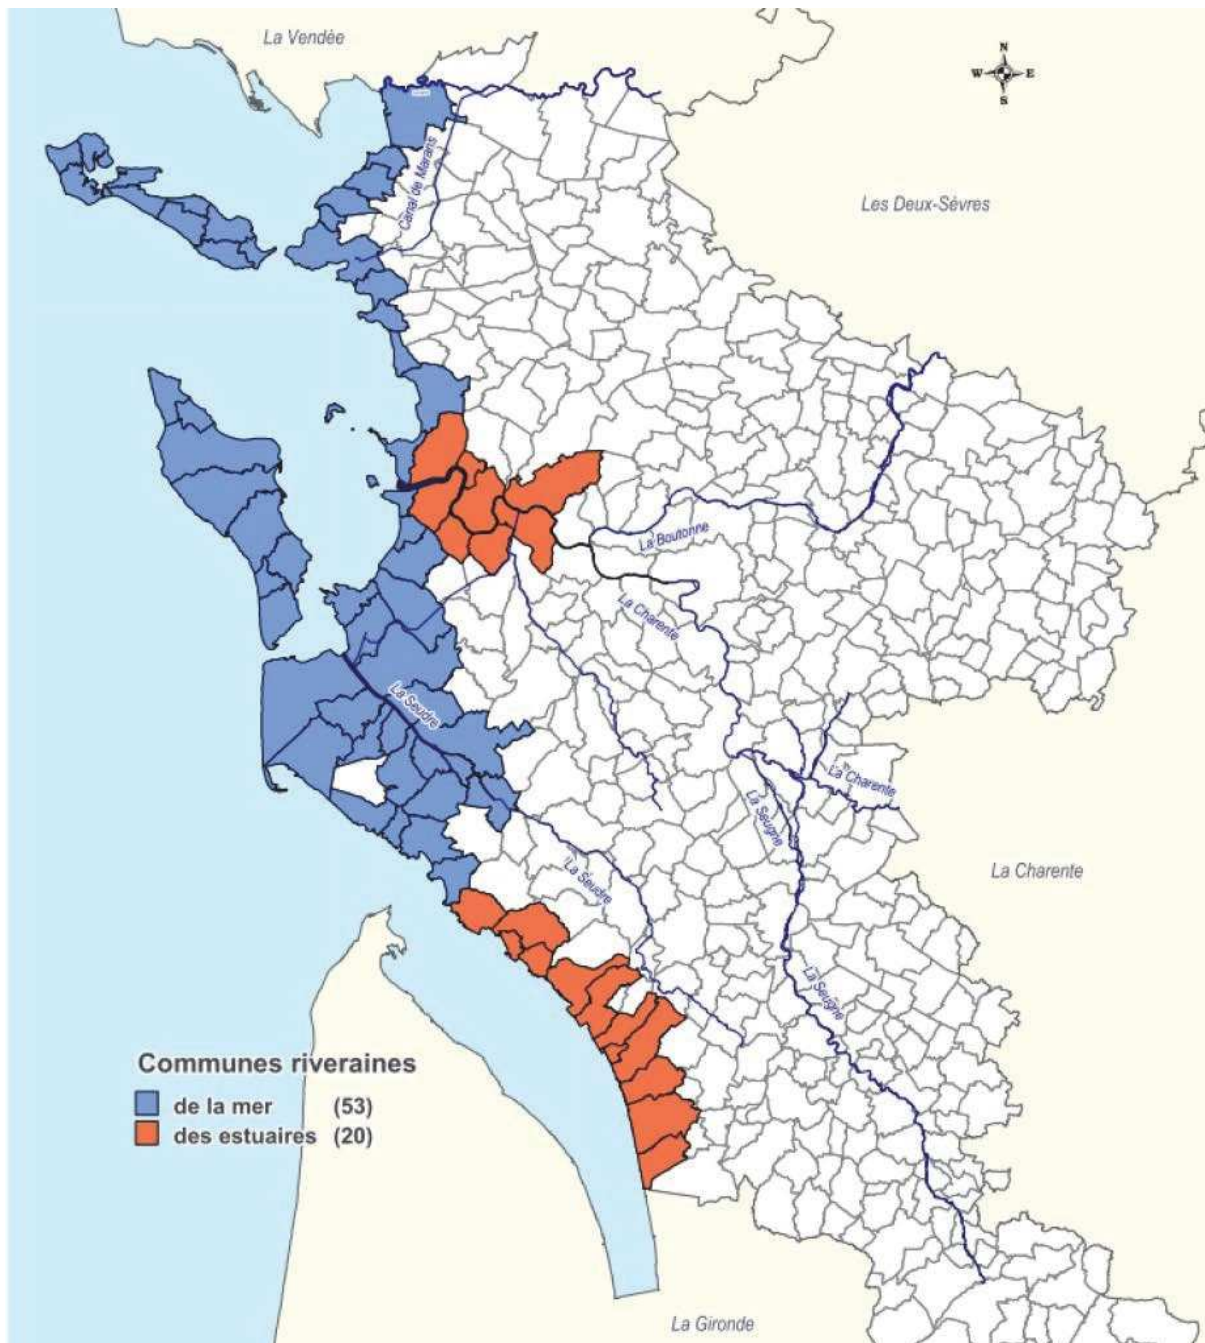 La Vendée
N
W E
S
Canal de Marans
Les Deux-Sèvres
La Boutonne
La Charente
La Seudre
La Charente
La Seugne
La Seudre
La Charente
La Seugne
Communes riveraines
de la mer (53)
des estuaires (20)
La Gironde